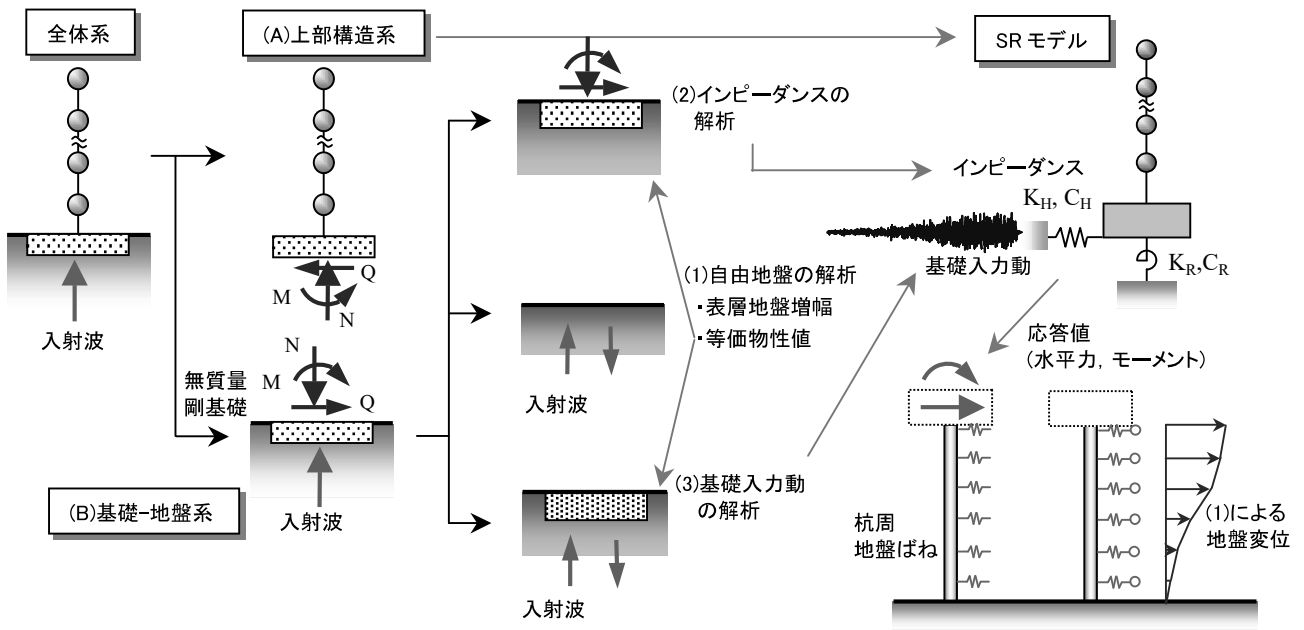 全体系
(A)上部構造系
SRモデル
(2)インピーダンスの
解析
インピーダンス
K_H, C_H
基礎入力動
K_R,C_R
入射波
M
Q
N
(1)自由地盤の解析
・表層地盤増幅
・等価物性値
無質量
剛基礎
N
M
Q
入射波
入射波
応答値
(水平力, モーメント)
(B)基礎-地盤系
入射波
(3)基礎入力動
の解析
入射波
杭周
地盤ばね
(1)による
地盤変位